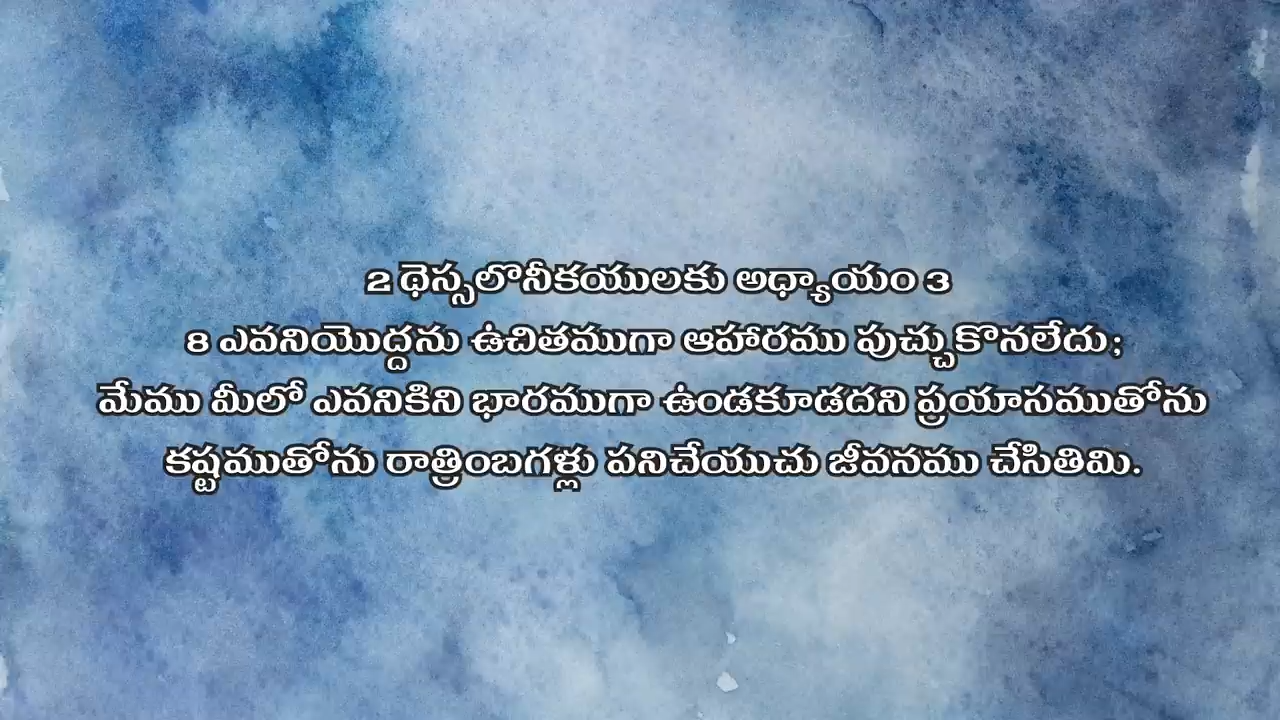 2 థెస్సలొనీకయులకు అధ్యాయం 3
8 ఎవనియొద్దను ఉచితముగా ఆహారము పుచ్చుకొనలేదు;
మేము మీలో ఎవనికిని భారముగా ఉండకూడదని ప్రయాసముతోను
కష్టముతోను రాత్రింబగళ్లు పనిచేయుచు జీవనము చేసితిమి.